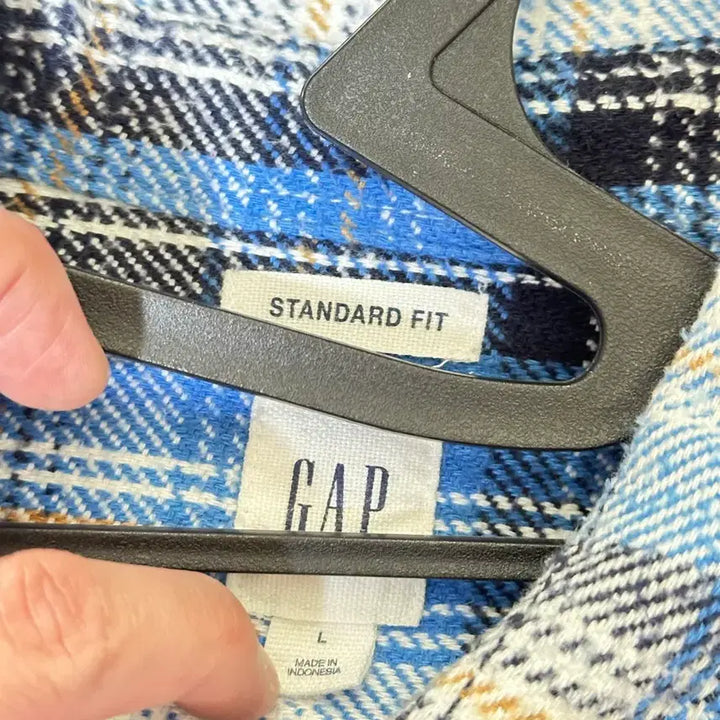 STANDARD FIT
GAP
L
MADE IN
INDONESIA